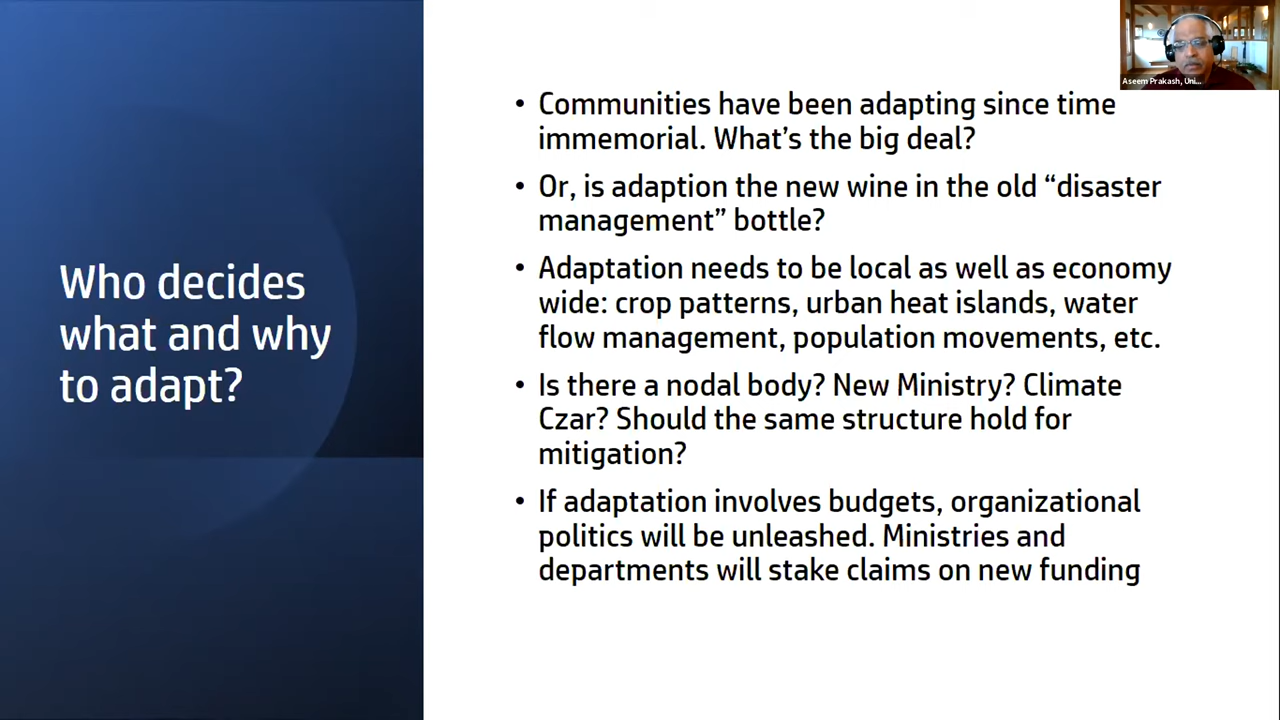 Who decides
what and why
to adapt?
• Communities have been adapting since time
immemorial. What's the big deal?
• Or, is adaption the new wine in the old “disaster
management” bottle?
• Adaptation needs to be local as well as economy
wide: crop patterns, urban heat islands, water
flow management, population movements, etc.
• Is there a nodal body? New Ministry? Climate
Czar? Should the same structure hold for
mitigation?
• If adaptation involves budgets, organizational
politics will be unleashed. Ministries and
departments will stake claims on new funding
Aseem Prakash, Uni...